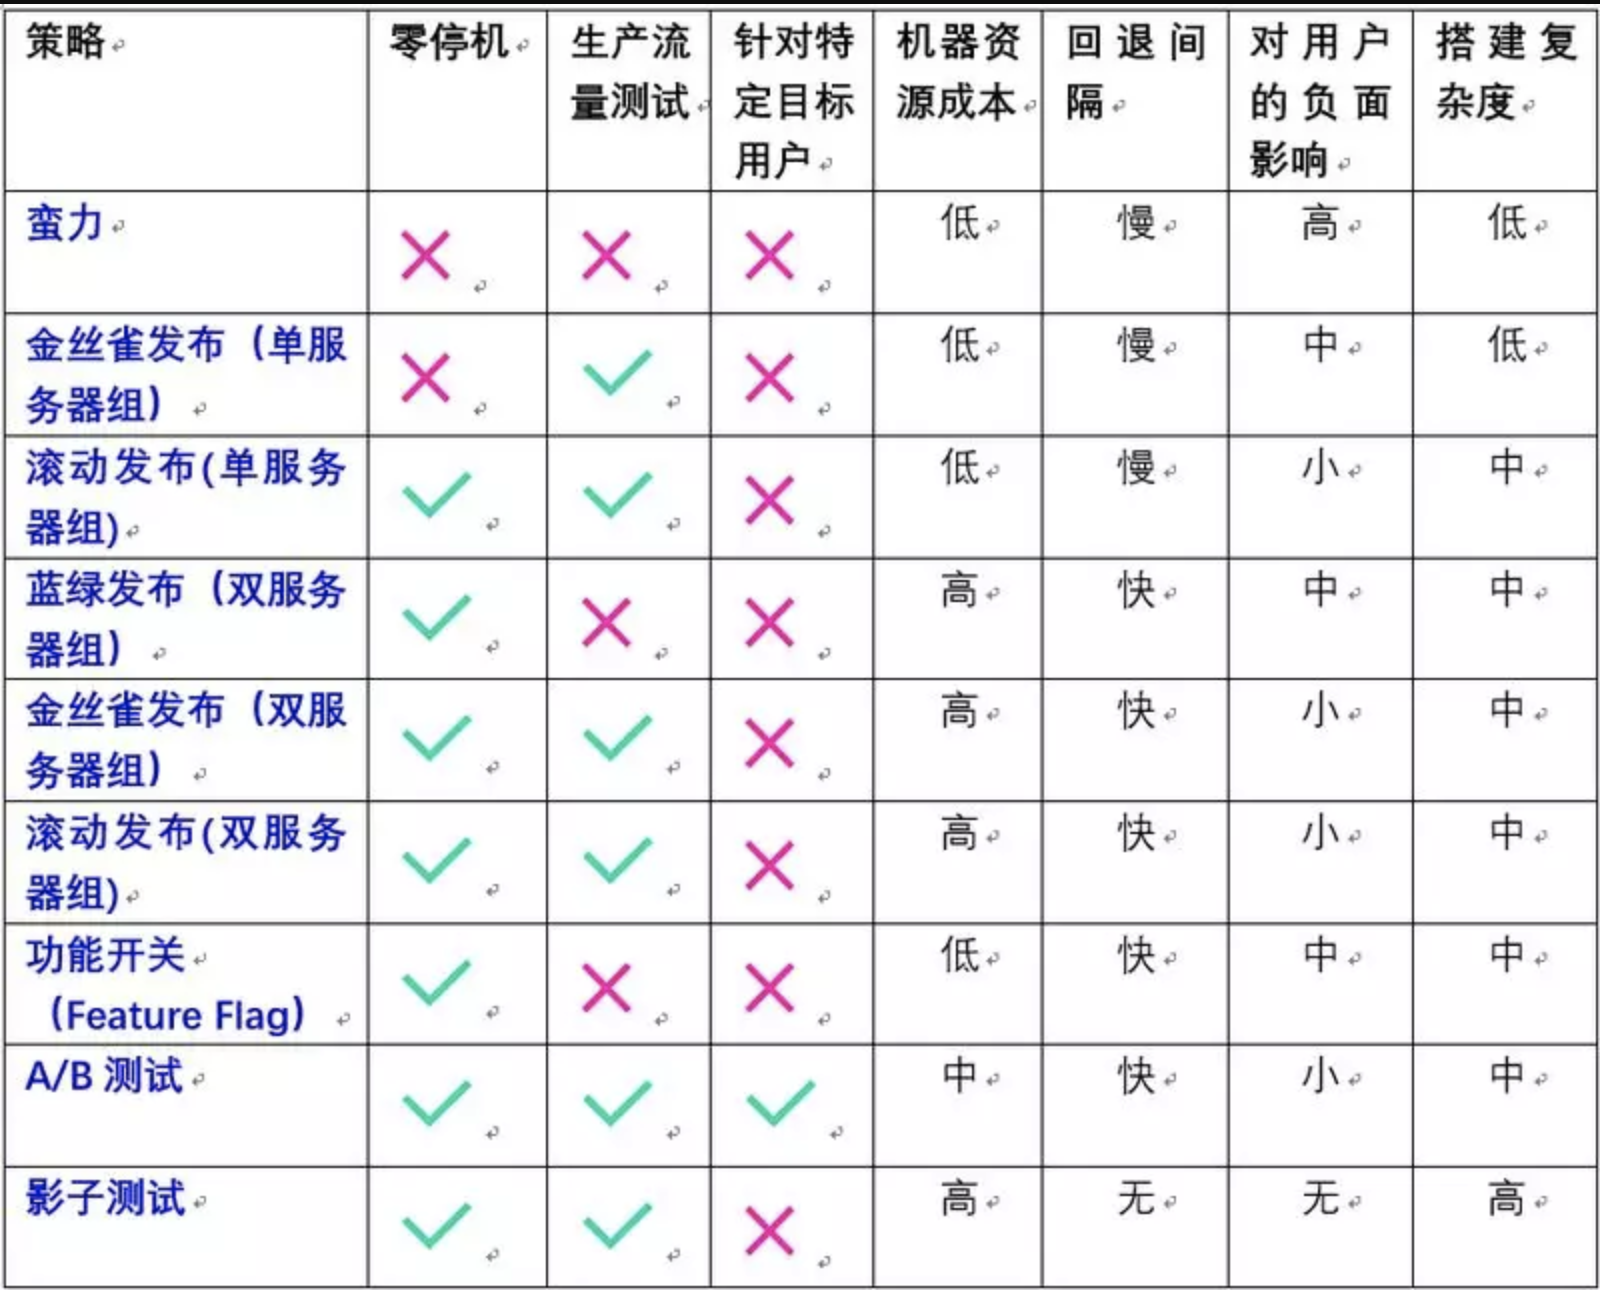 策略 零停机 生产流 针对特 机器资 回退间 对用户 搭建复
量测试 定目标 源成本 隔 的负面 杂度
用户 影响
蛮力 低 慢 高 低
金丝雀发布（单服 低 慢 中 低
务器组）
滚动发布(单服务 低 慢 小 中
器组)
蓝绿发布（双服务 高 快 中 中
器组）
金丝雀发布（双服 高 快 小 中
务器组）
滚动发布(双服务 高 快 小 中
器组)
功能开关 低 快 中 中
（Feature Flag）
A/B 测试 中 快 小 中
影子测试 高 无 无 高